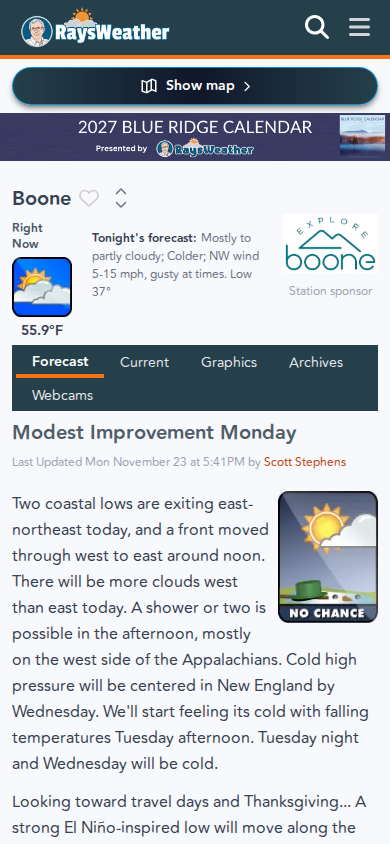 RaysWeather
Show map
2027 BLUE RIDGE CALENDAR
Presented by RaysWeather
Boone
Right
Now
55.9°F
Tonight's forecast: Mostly to
partly cloudy; Colder; NW wind
5-15 mph, gusty at times. Low
37°
EXPLORE
boone
Station sponsor
Forecast
Current
Graphics
Archives
Webcams
Modest Improvement Monday
Last Updated Mon November 23 at 5:41PM by Scott Stephens
Two coastal lows are exiting east-
northeast today, and a front moved
through west to east around noon.
There will be more clouds west
than east today. A shower or two is
possible in the afternoon, mostly
on the west side of the Appalachians. Cold high
pressure will be centered in New England by
Wednesday. We'll start feeling its cold with falling
temperatures Tuesday afternoon. Tuesday night
and Wednesday will be cold.
NO CHANCE
Looking toward travel days and Thanksgiving... A
strong El Niño-inspired low will move along the